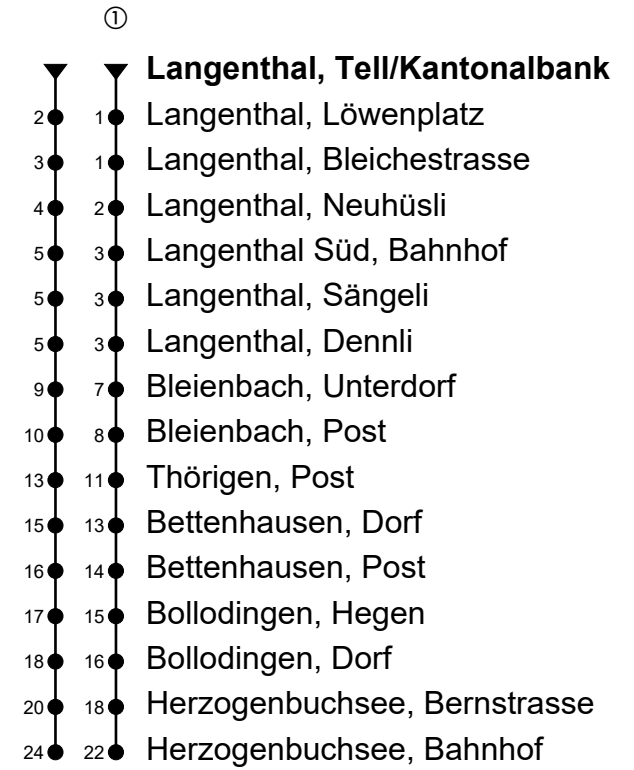 ①
Langenthal, Tell/Kantonalbank
2 1 Langenthal, Löwenplatz
3 1 Langenthal, Bleichestrasse
4 2 Langenthal, Neuhüsli
5 3 Langenthal Süd, Bahnhof
5 3 Langenthal, Sängeli
5 3 Langenthal, Dennli
9 7 Bleienbach, Unterdorf
10 8 Bleienbach, Post
13 11 Thörigen, Post
15 13 Bettenhausen, Dorf
16 14 Bettenhausen, Post
17 15 Bollodingen, Hegen
18 16 Bollodingen, Dorf
20 18 Herzogenbuchsee, Bernstrasse
24 22 Herzogenbuchsee, Bahnhof